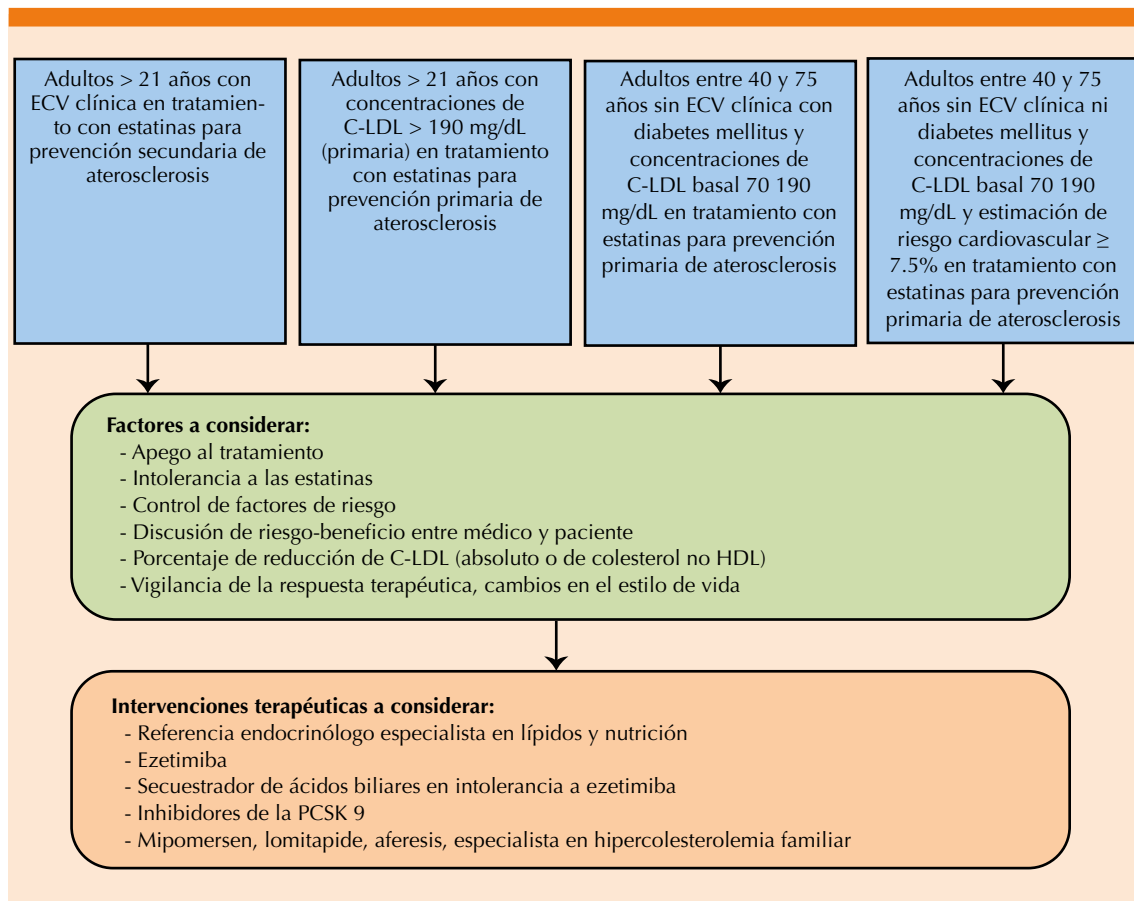 Adultos > 21 años con
ECV clínica en tratamien-
to con estatinas para
prevención secundaria de
aterosclerosis
Adultos > 21 años con
concentraciones de
C-LDL > 190 mg/dL
(primaria) en tratamiento
con estatinas para
prevención primaria de
aterosclerosis
Adultos entre 40 y 75
años sin ECV clínica con
diabetes mellitus y
concentraciones de
C-LDL basal 70 190
mg/dL en tratamiento con
estatinas para prevención
primaria de aterosclerosis
Adultos entre 40 y 75
años sin ECV clínica ni
diabetes mellitus y
concentraciones de
C-LDL basal 70 190
mg/dL y estimación de
riesgo cardiovascular ≥
7.5% en tratamiento con
estatinas para prevención
primaria de aterosclerosis
Factores a considerar:
- Apego al tratamiento
- Intolerancia a las estatinas
- Control de factores de riesgo
- Discusión de riesgo-beneficio entre médico y paciente
- Porcentaje de reducción de C-LDL (absoluto o de colesterol no HDL)
- Vigilancia de la respuesta terapéutica, cambios en el estilo de vida
Intervenciones terapéuticas a considerar:
- Referencia endocrinólogo especialista en lípidos y nutrición
- Ezetimiba
- Secuestrador de ácidos biliares en intolerancia a ezetimiba
- Inhibidores de la PCSK 9
- Mipomersen, lomitapide, aferesis, especialista en hipercolesterolemia familiar